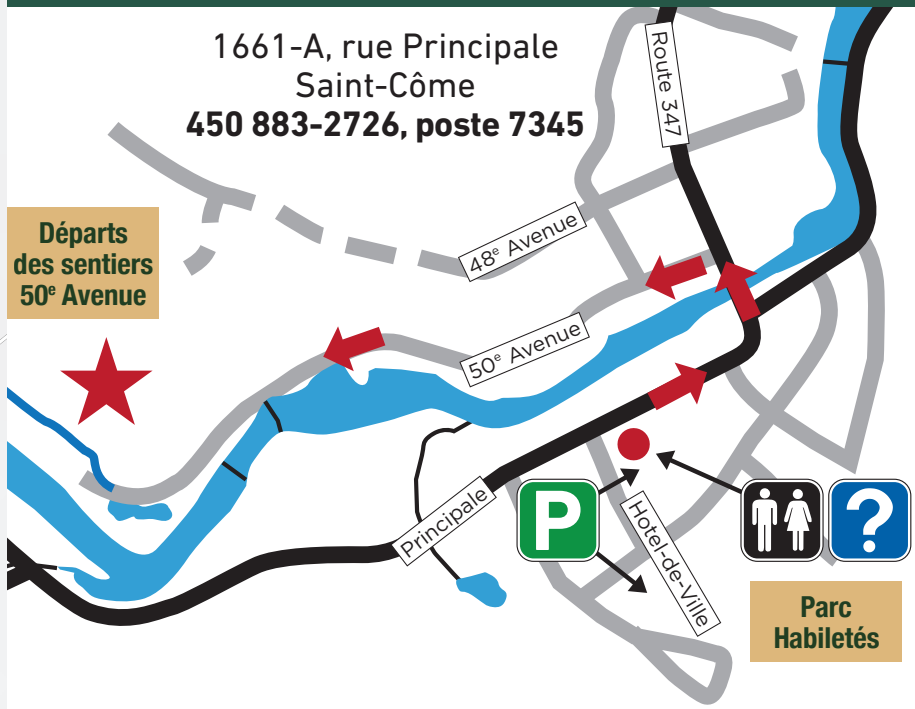 1661-A, rue Principale
Saint-Côme
450 883-2726, poste 7345
Route 347
48e Avenue
Départs
des sentiers
50e Avenue
50e Avenue
Principale
P
Hotel-de-Ville
?
Parc
Habiletés